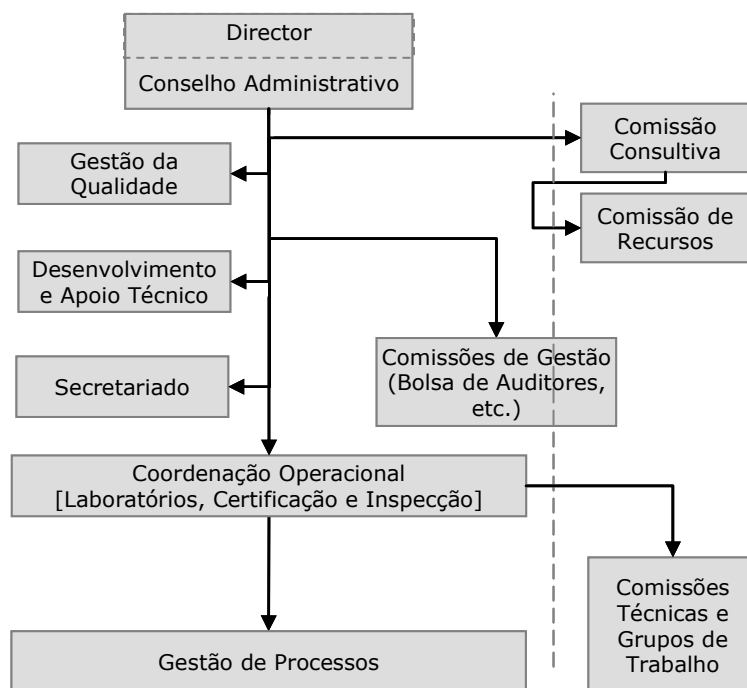 Director
Conselho Administrativo
Comissão
Consultiva
Gestão da
Qualidade
Comissão de
Recursos
Desenvolvimento
e Apoio Técnico
Comissões de Gestão
(Bolsa de Auditores,
etc.)
Secretariado
Coordenação Operacional
[Laboratórios, Certificação e Inspecção]
Comissões
Técnicas e
Grupos de
Trabalho
Gestão de Processos